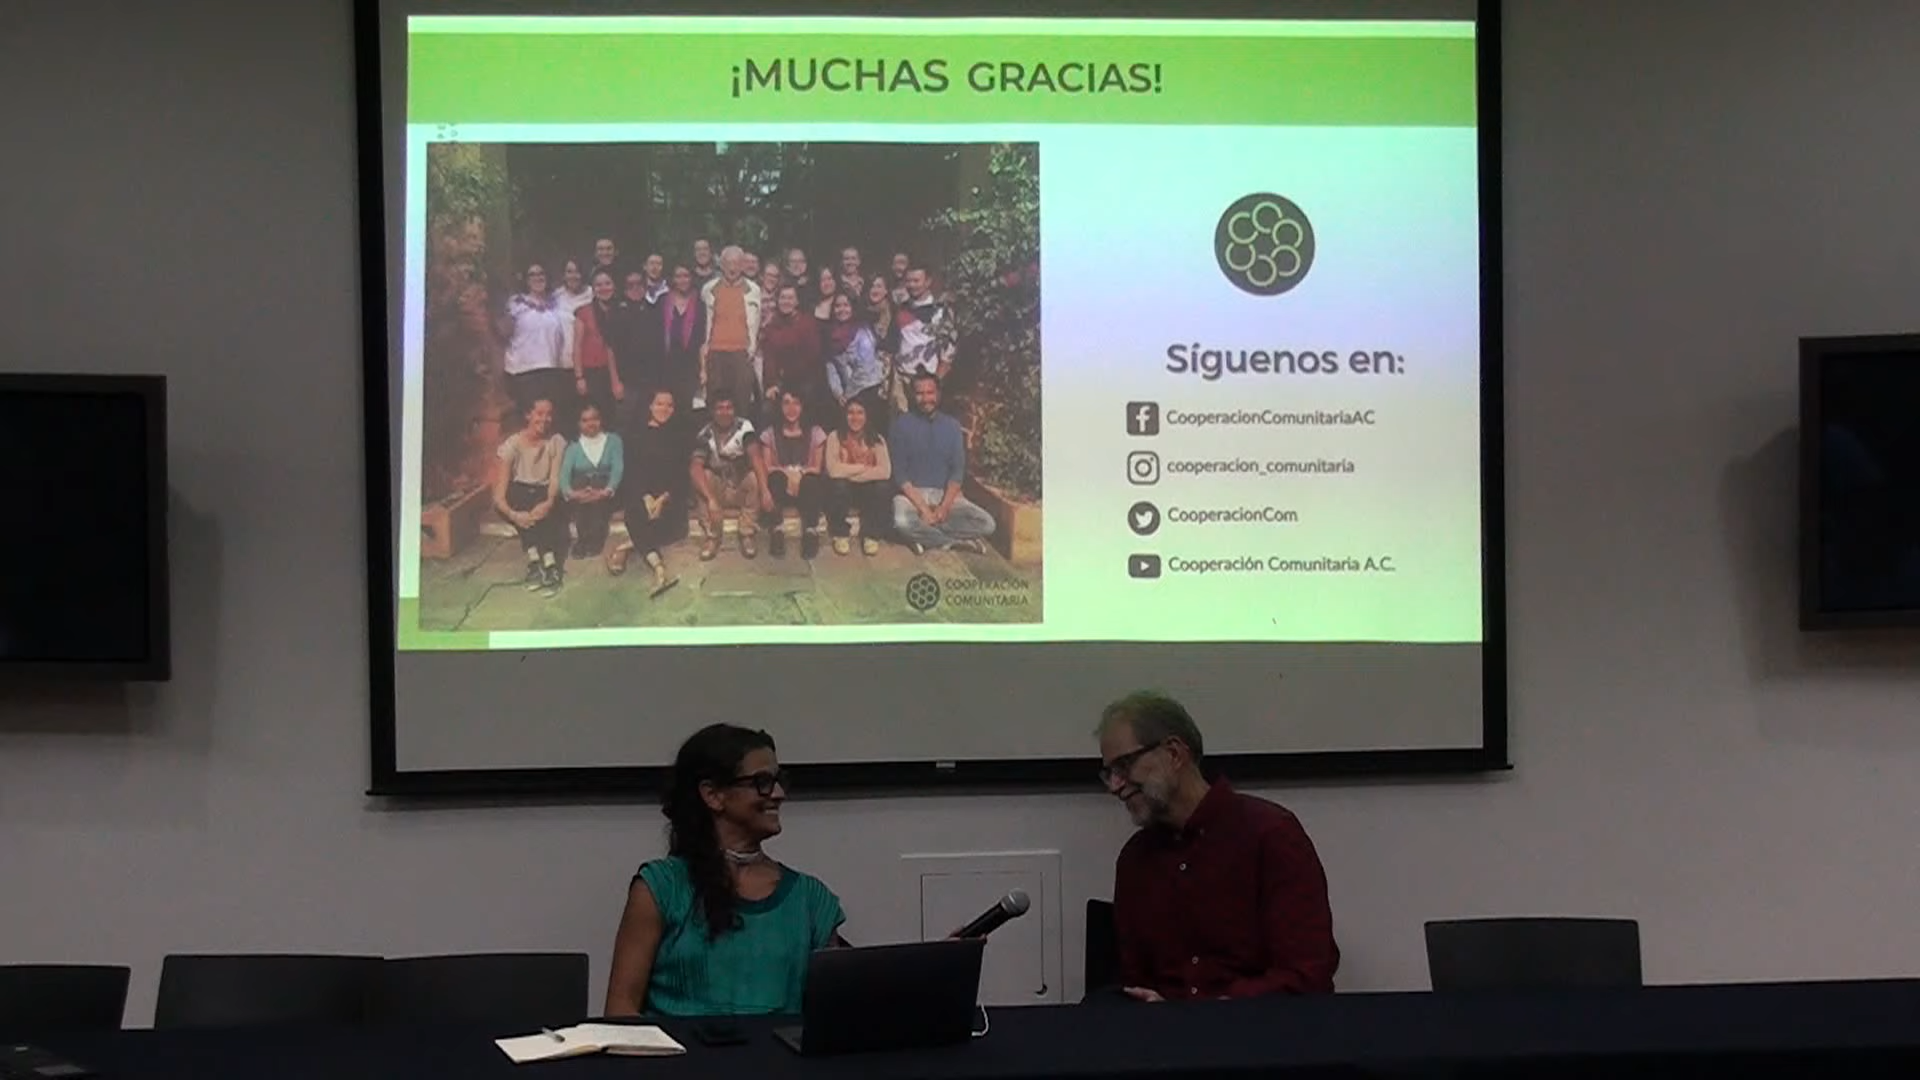 ¡MUCHAS GRACIAS!
COOPERACIÓN
COMUNITARIA
Síguenos en:
CooperacionComunitariaAC
cooperacion_comunitaria
CooperacionCom
Cooperación Comunitaria A.C.